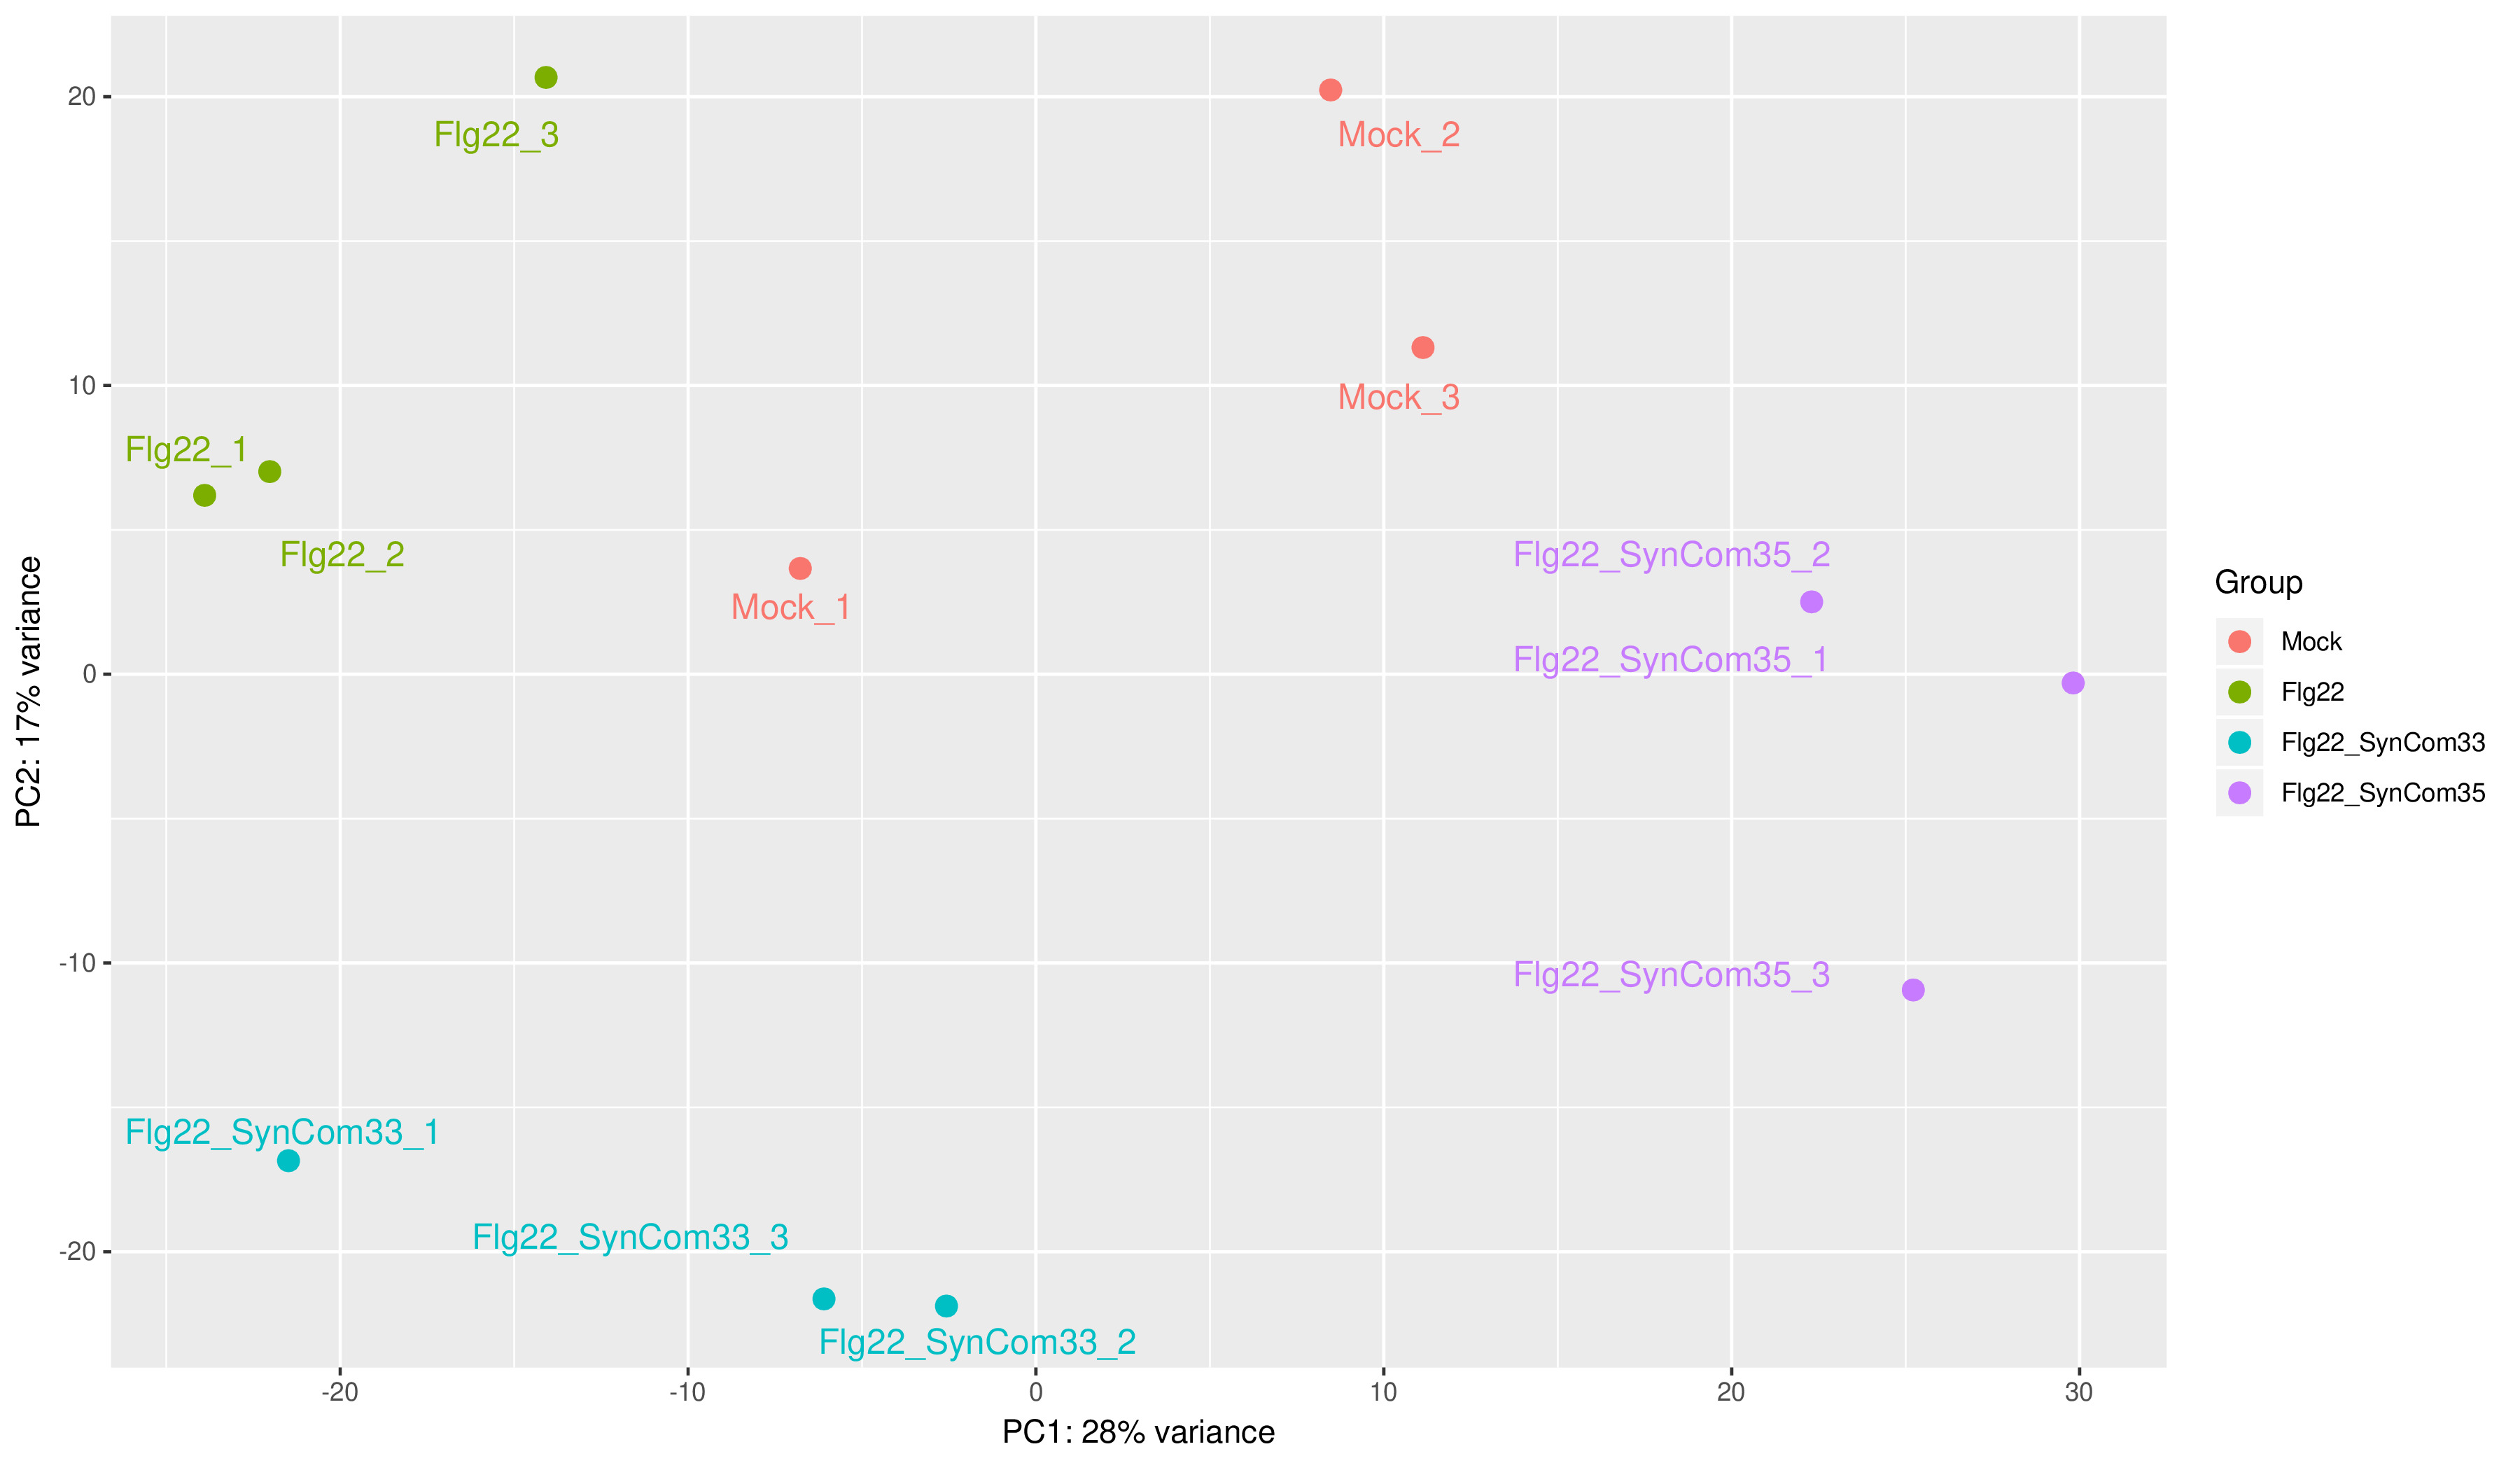 Flg22_3
Mock_2
Mock_3
Flg22_1
Flg22_2
Mock_1
Flg22_SynCom35_2
Flg22_SynCom35_1
Flg22_SynCom35_3
Flg22_SynCom33_1
Flg22_SynCom33_3
Flg22_SynCom33_2
20
10
0
-10
-20
PC2: 17% variance
-20
-10
0
10
20
30
PC1: 28% variance
Group
Mock
Flg22
Flg22_SynCom33
Flg22_SynCom35